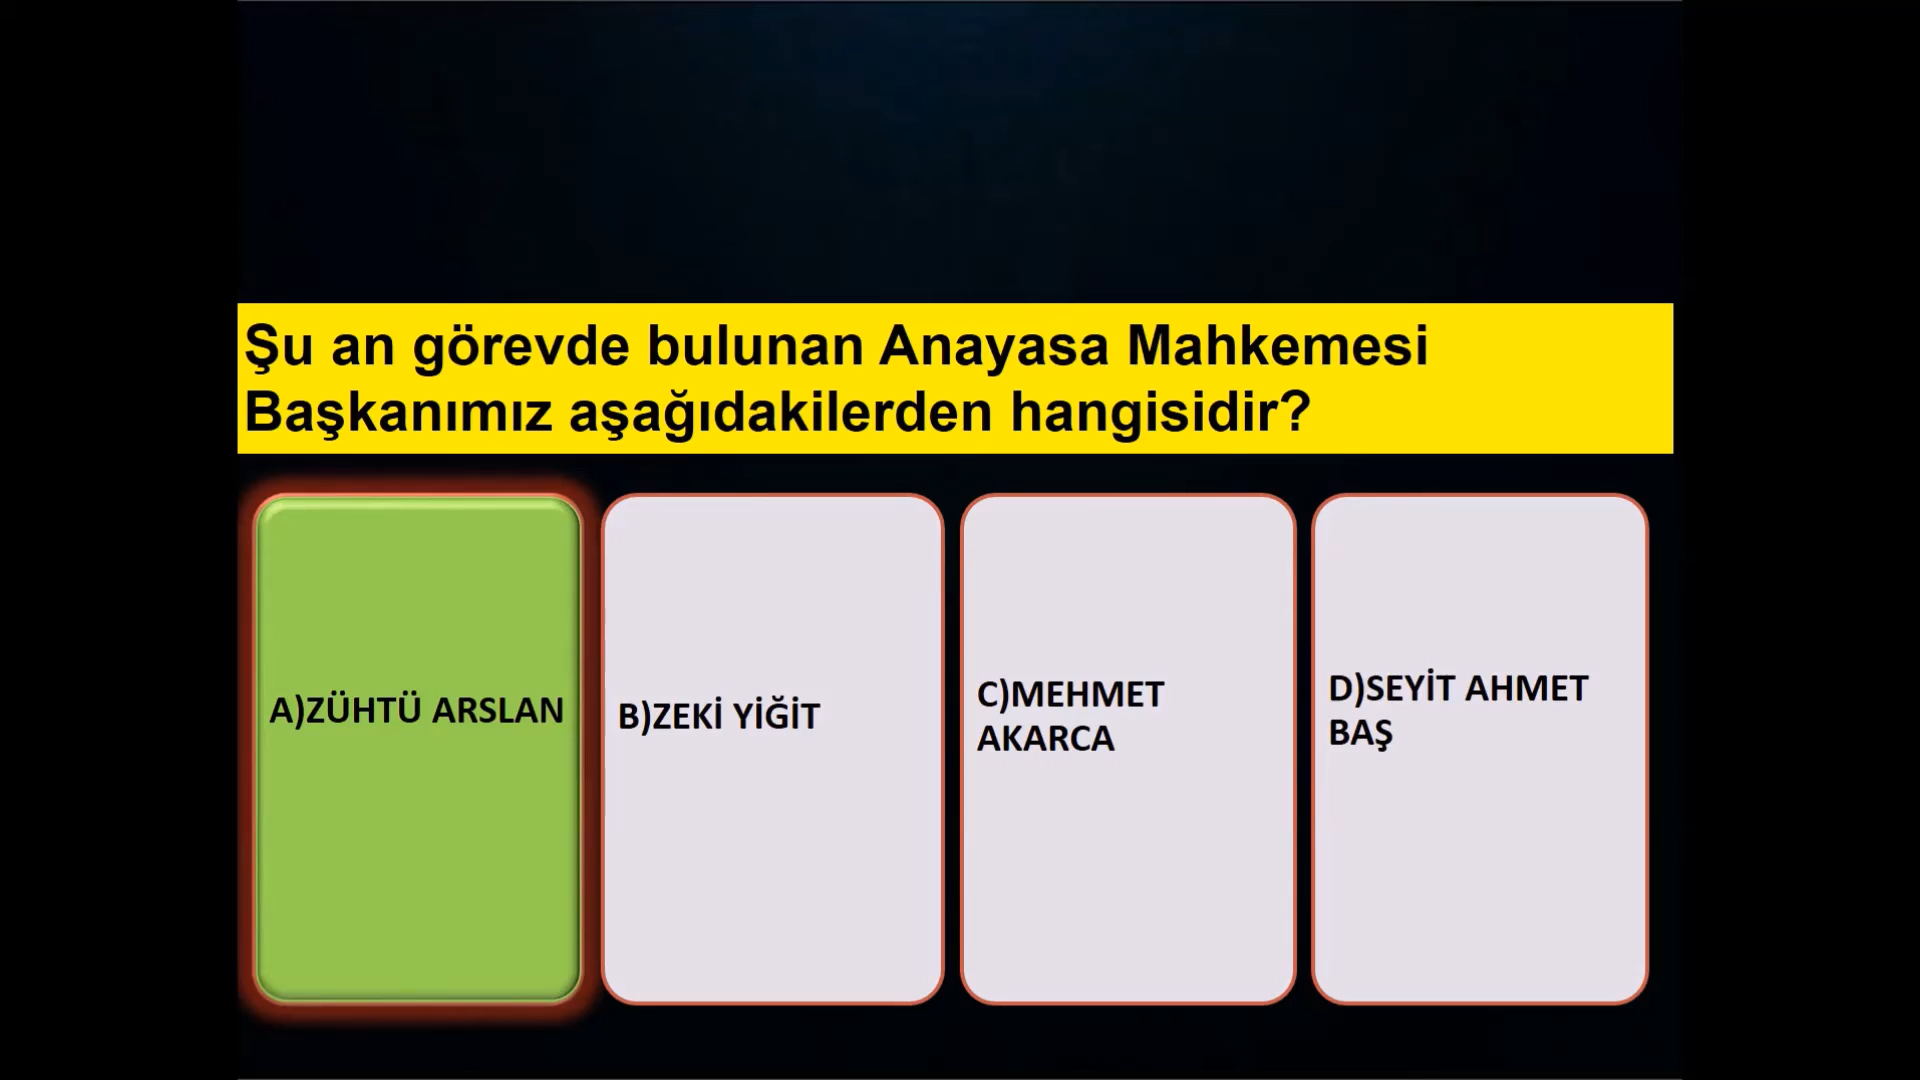 Şu an görevde bulunan Anayasa Mahkemesi
Başkanımız aşağıdakilerden hangisidir?
A)ZÜHTÜ ARSLAN
B)ZEKİ YİĞİT
C)MEHMET
AKARCA
D)SEYİT AHMET
BAŞ